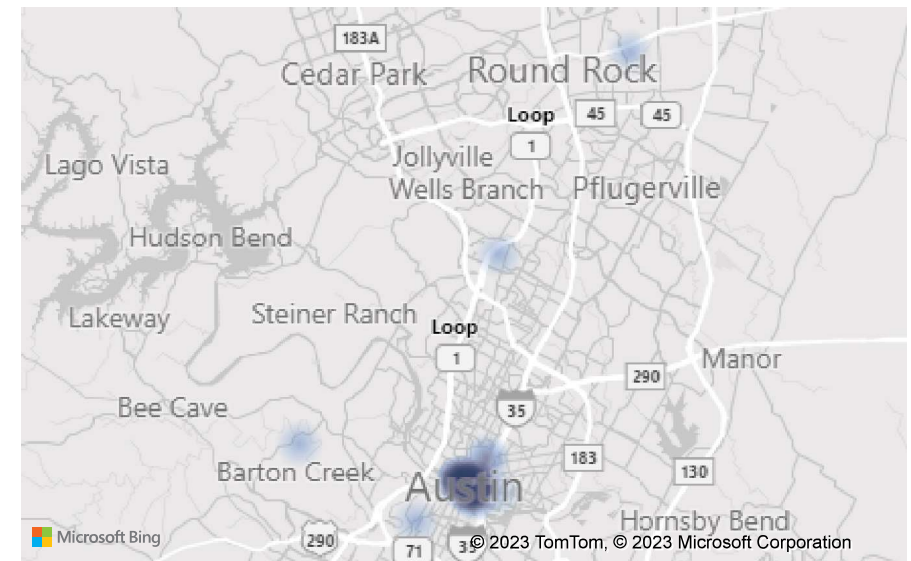 183A
Cedar Park
Round Rock
Loop
45
45
1
Lago Vista
Jollyville
Wells Branch
Pflugerville
Hudson Bend
Steiner Ranch
Lakeway
Loop
1
Manor
290
Bee Cave
35
Barton Creek
183
130
Austin
Hornsby Bend
Microsoft Bing
290
71
35
© 2023 TomTom, © 2023 Microsoft Corporation